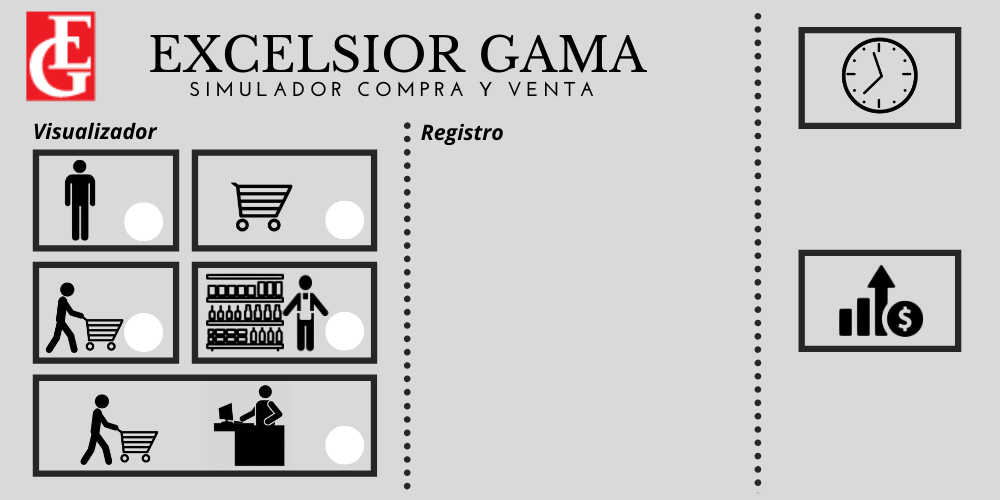 EG
EXCELSIOR GAMA
SIMULADOR COMPRA Y VENTA
Visualizador
Registro
$